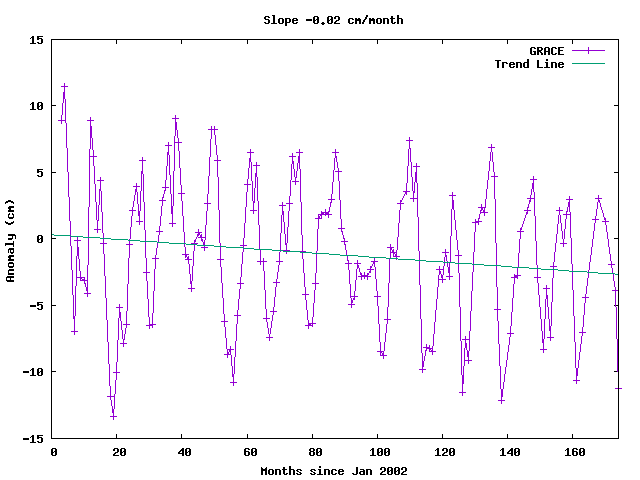 Slope -0.02 cm/month
GRACE
Trend Line
15
10
5
0
-5
-10
-15
Anomaly (cm)
0 20 40 60 80 100 120 140 160
Months since Jan 2002